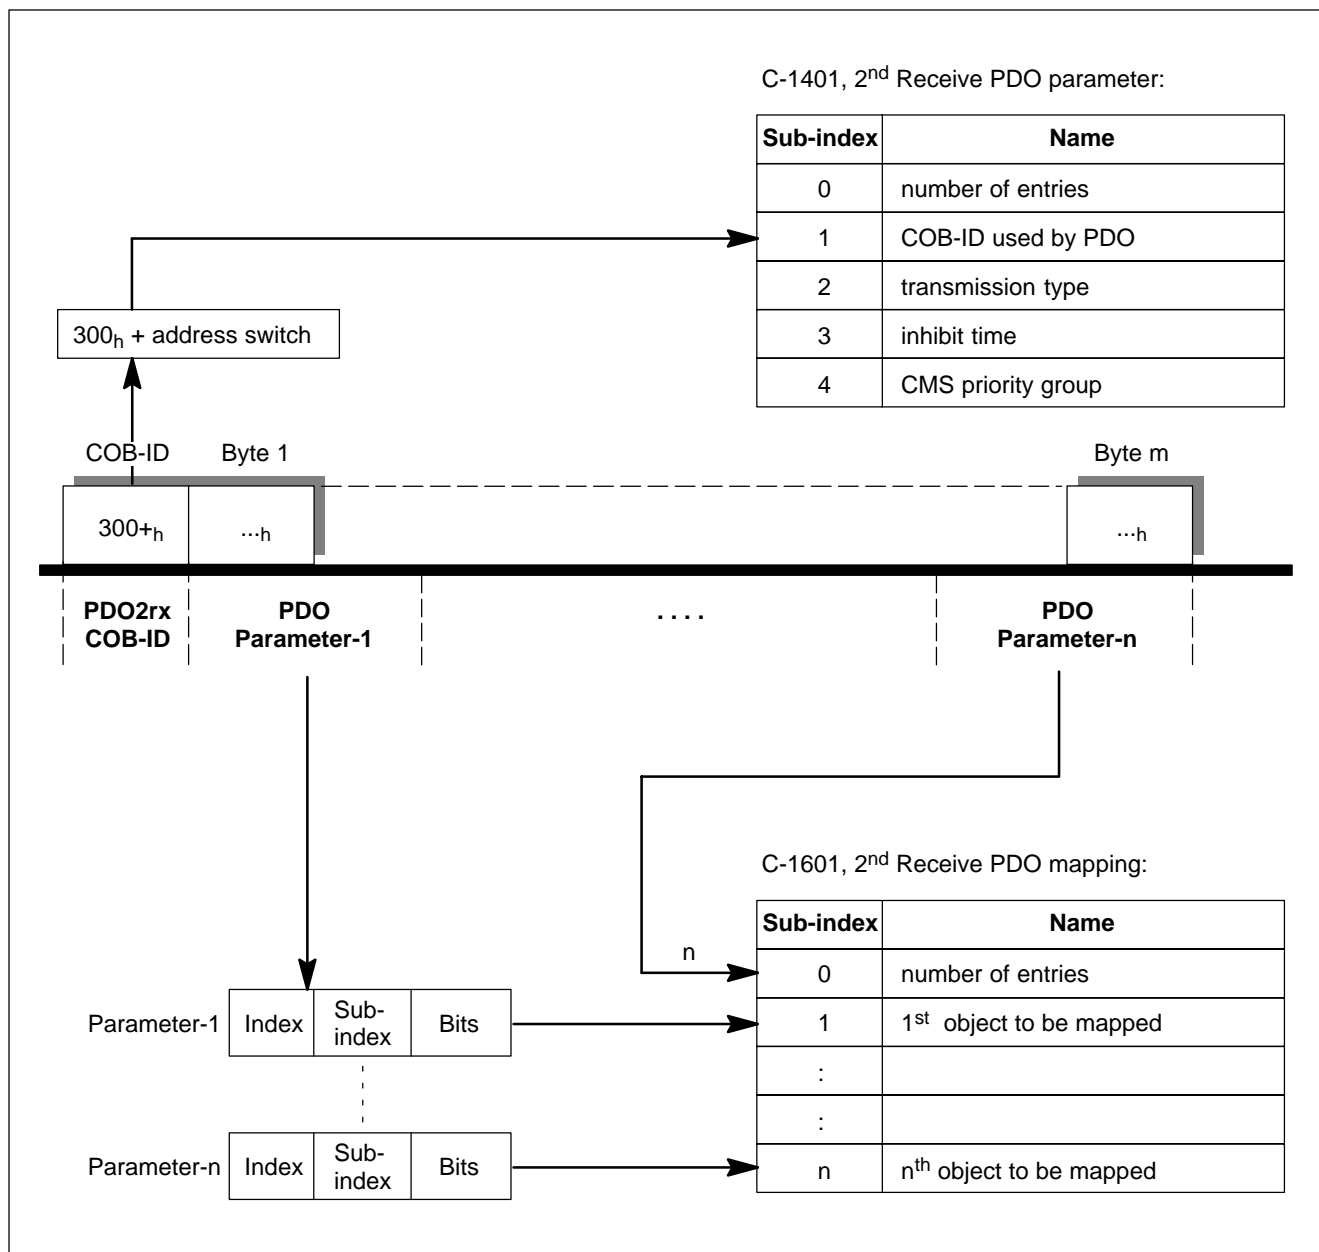 C-1401, 2nd Receive PDO parameter:
Sub-index Name
0 number of entries
1 COB-ID used by PDO
2 transmission type
3 inhibit time
4 CMS priority group
300h + address switch
COB-ID Byte 1 Byte m
300+h ...h ...h
PDO2rx PDO . . . . PDO
COB-ID Parameter-1 Parameter-n
C-1601, 2nd Receive PDO mapping:
Sub-index Name
n
0 number of entries
1 1st object to be mapped
:
:
n nth object to be mapped
Parameter-1 Index Sub-index Bits
Parameter-n Index Sub-index Bits